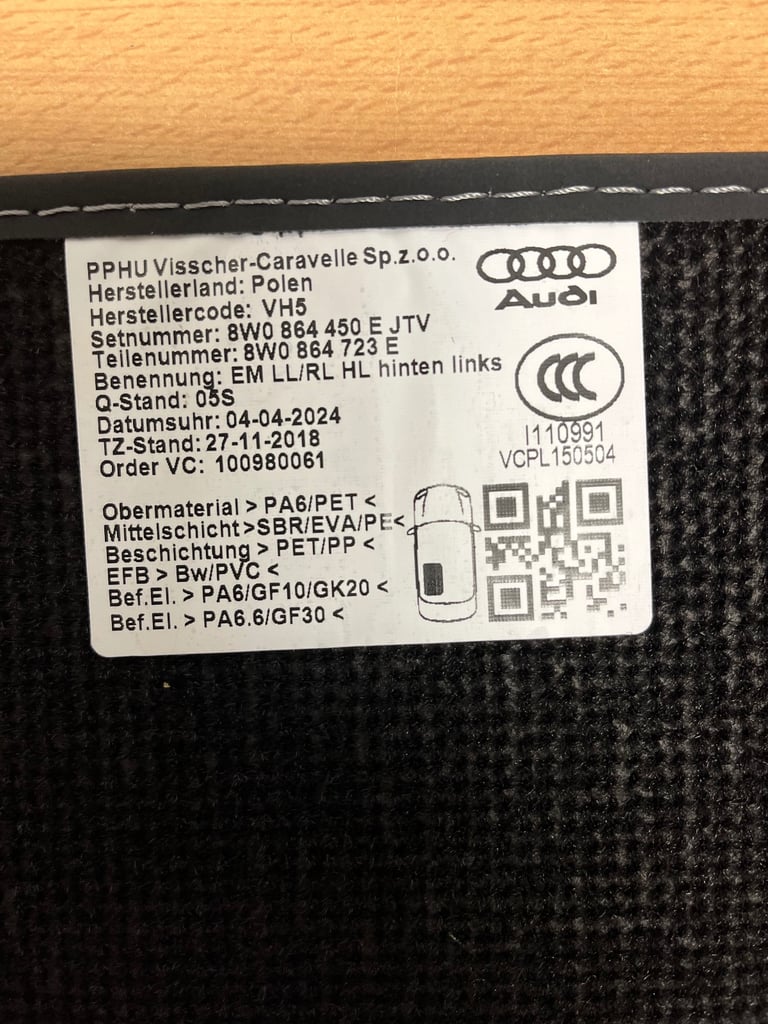 PPHU Visscher-Caravelle Sp.z.o.o.
Herstellerland: Polen
Herstellercode: VH5
Setnummer: 8W0 864 450 E JTV
Teilenummer: 8W0 864 723 E
Benennung: EM LL/RL HL hinten links
Q-Stand: 05S
Datumsuhr: 04-04-2024
TZ-Stand: 27-11-2018
Order VC: 100980061
Audi
CCC
I110991
VCPL150504
Obermaterial > PA6/PET <
Mittelschicht >SBR/EVA/PE<
Beschichtung > PET/PP <
EFB > Bw/PVC <
Bef.El. > PA6/GF10/GK20 <
Bef.El. > PA6.6/GF30 <